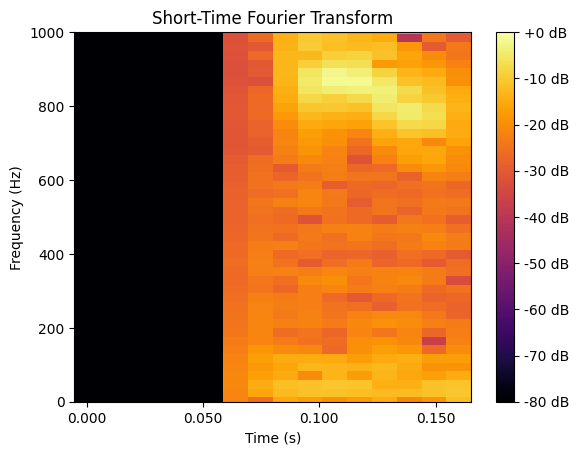 Short-Time Fourier Transform
1000
800
600
400
200
0
Frequency (Hz)
0.000
0.050
0.100
0.150
Time (s)
+0 dB
-10 dB
-20 dB
-30 dB
-40 dB
-50 dB
-60 dB
-70 dB
-80 dB